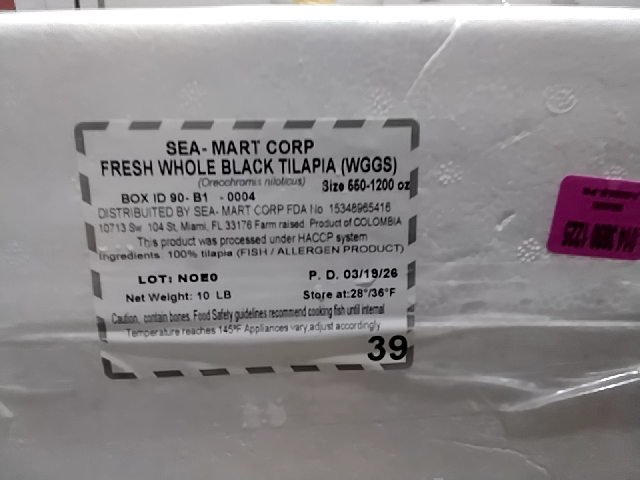 SEA- MART CORP
FRESH WHOLE BLACK TILAPIA (WGGS)
(Oreochromis niloticus) Size 550-1200 oz
BOX ID 90- B1 - 0004
DISTRIBUTED BY SEA- MART CORP FDA No 15348965416
10713 Sw 104 St, Miami, FL 33176 Farm raised. Product of COLOMBIA
This product was processed under HACCP system
Ingredients 100% tilapia (FISH / ALLERGEN PRODUCT)
LOT: NOE0 P. D. 03/19/26
Net Weight: 10 LB Store at:28°/36°F
Caution, contain bones. Food Safety guidelines recommend cooking fish until internal
Temperature reaches 145ºF Appliances vary,adjust accordingly
39